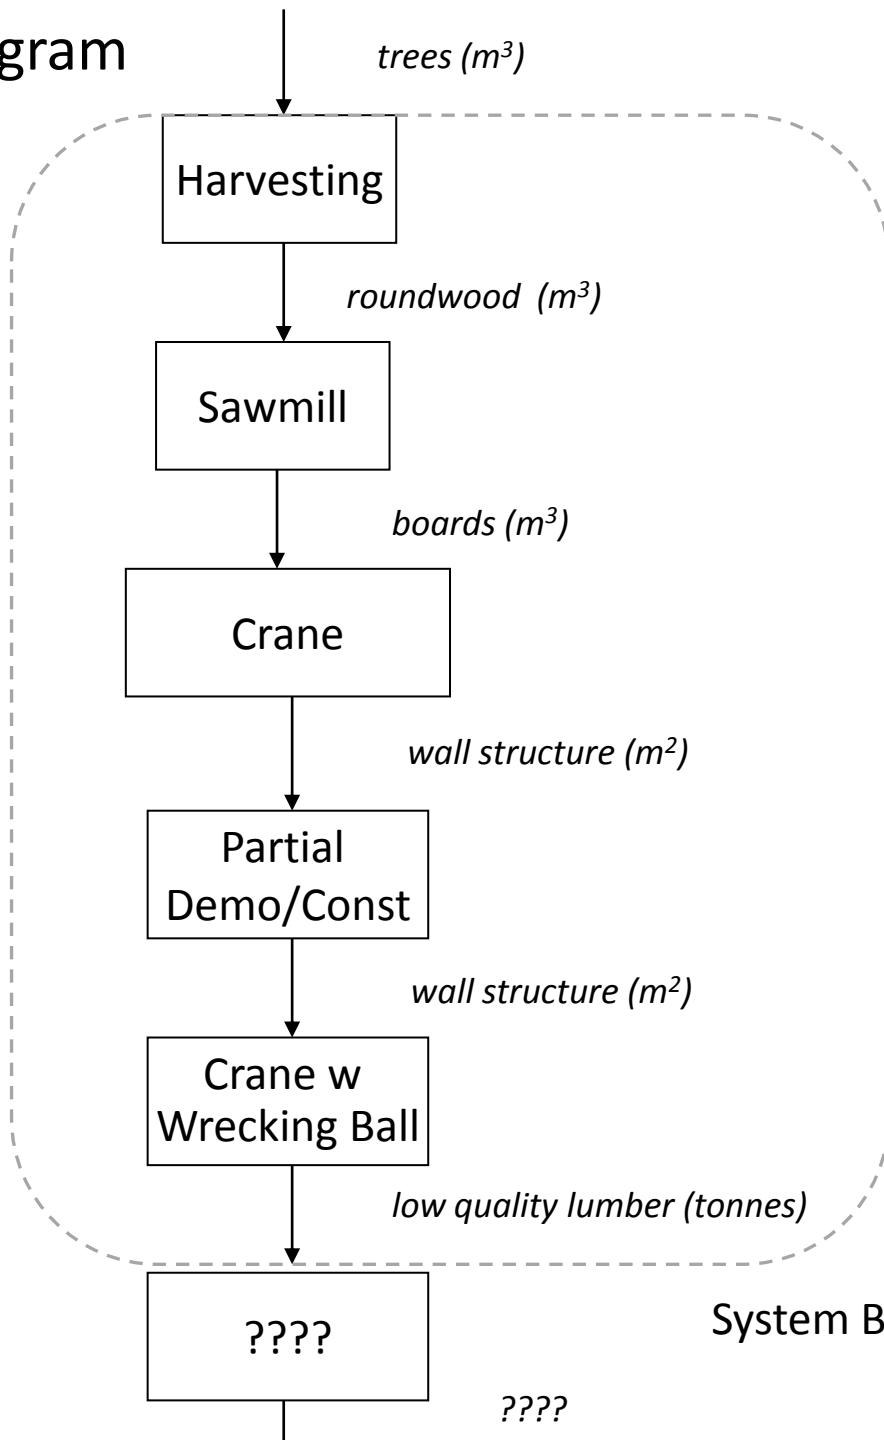 gram
trees (m³)
Harvesting
roundwood (m³)
Sawmill
boards (m³)
Crane
wall structure (m²)
Partial
Demo/Const
wall structure (m²)
Crane w
Wrecking Ball
low quality lumber (tonnes)
????
System B
????